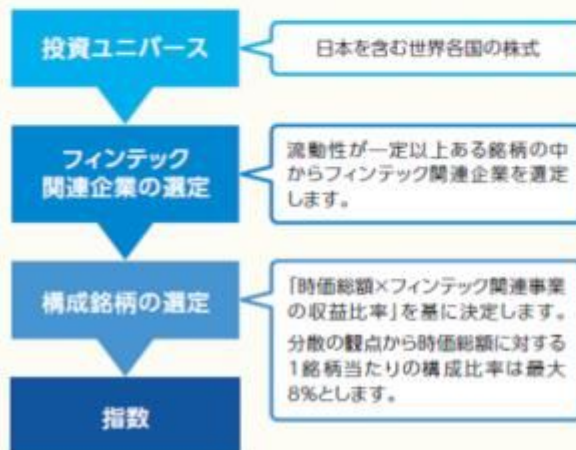 投資ユニバース
日本を含む世界各国の株式
フィンテック
関連企業の選定
流動性が一定以上ある銘柄の中
からフィンテック関連企業を選定
します。
構成銘柄の選定
「時価総額×フィンテック関連事業
の収益比率」を基に決定します。
分散の観点から時価総額に対する
1銘柄当たりの構成比率は最大
8%とします。
指数